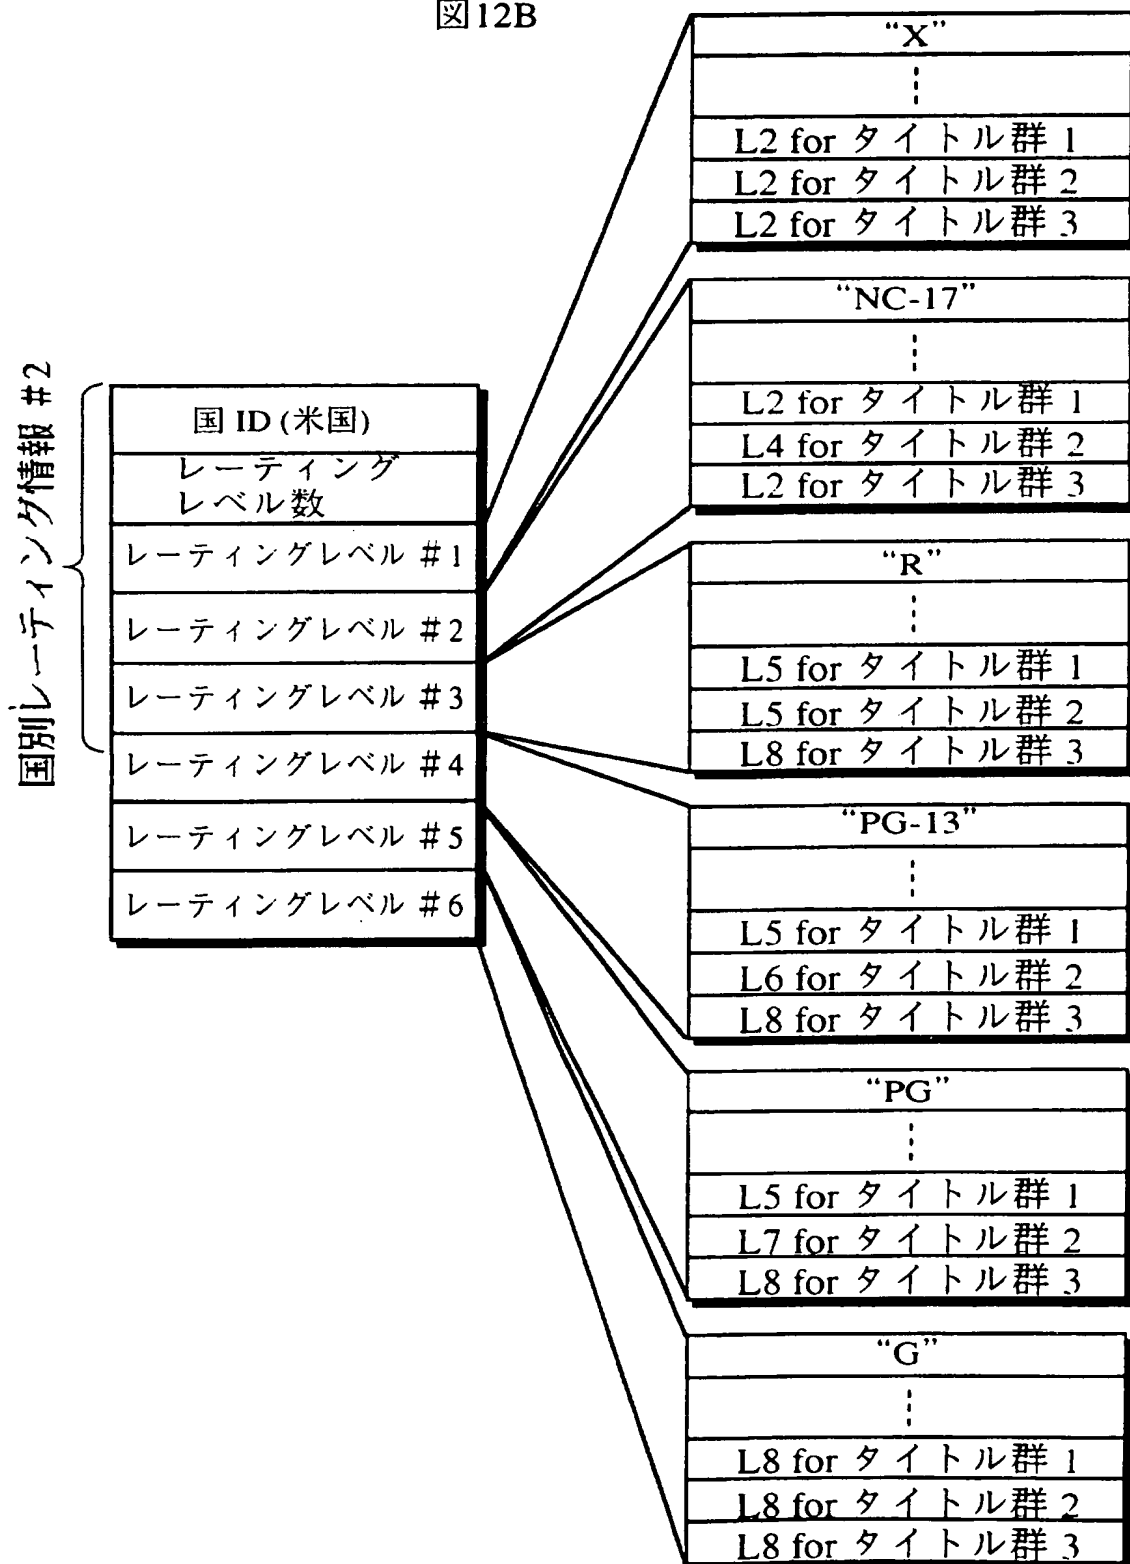 図12B
国別レーティング情報 #2
国 ID (米国)
レーティング
レベル数
レーティングレベル #1
レーティングレベル #2
レーティングレベル #3
レーティングレベル #4
レーティングレベル #5
レーティングレベル #6
“X”
L2 for タイトル群 1
L2 for タイトル群 2
L2 for タイトル群 3
“NC-17”
L2 for タイトル群 1
L4 for タイトル群 2
L2 for タイトル群 3
“R”
L5 for タイトル群 1
L5 for タイトル群 2
L8 for タイトル群 3
“PG-13”
L5 for タイトル群 1
L6 for タイトル群 2
L8 for タイトル群 3
“PG”
L5 for タイトル群 1
L7 for タイトル群 2
L8 for タイトル群 3
“G”
L8 for タイトル群 1
L8 for タイトル群 2
L8 for タイトル群 3